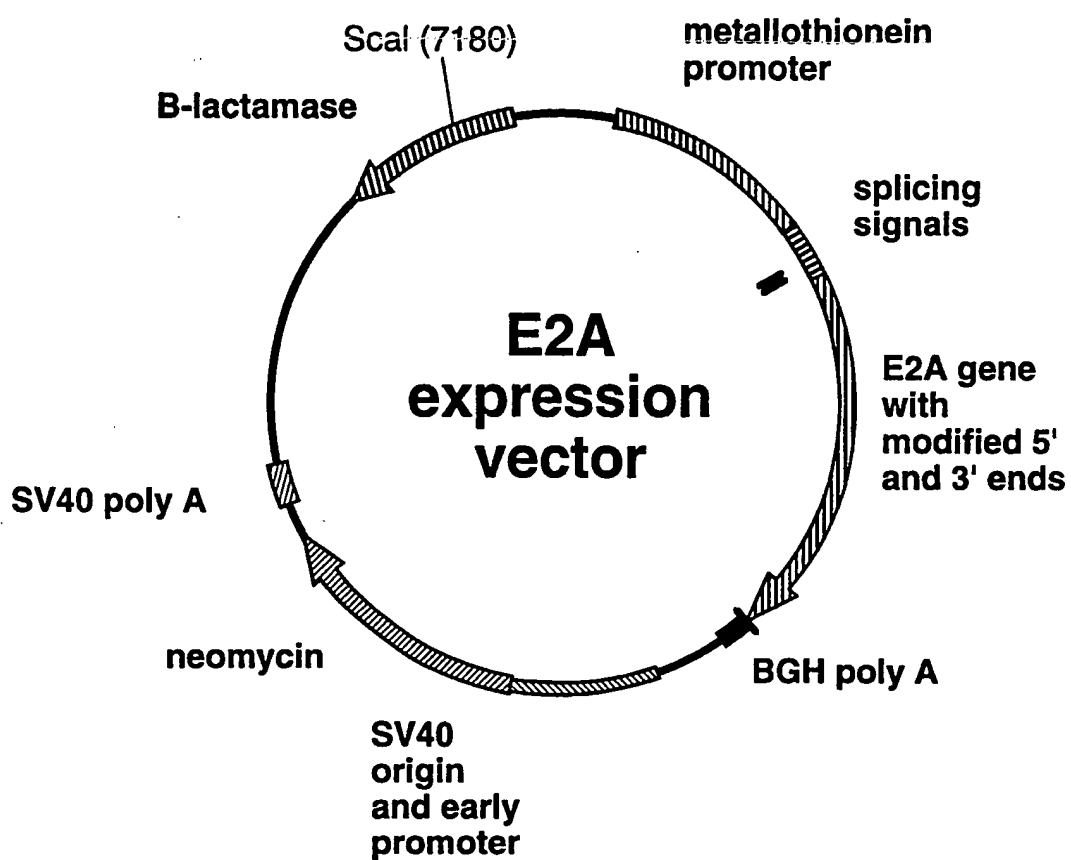 ScaI (7180)
metallothionein
promoter
B-lactamase
splicing
signals
E2A
expression
vector
E2A gene
with
modified 5'
and 3' ends
SV40 poly A
neomycin
BGH poly A
SV40
origin
and early
promoter